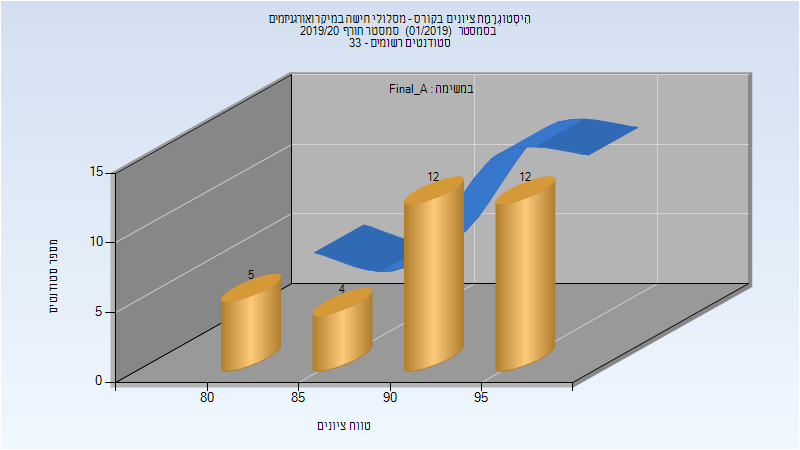 היסטוגרמת ציונים בקורס - מסלולי חישה במיקרואורגניזמים
בסמסטר (01/2019) סמסטר חורף 2019/20
סטודנטים רשומים - 33
במשימה : Final_A
15
10
5
0
מספר סטודנטים
5
4
12
12
80
85
90
95
טווח ציונים